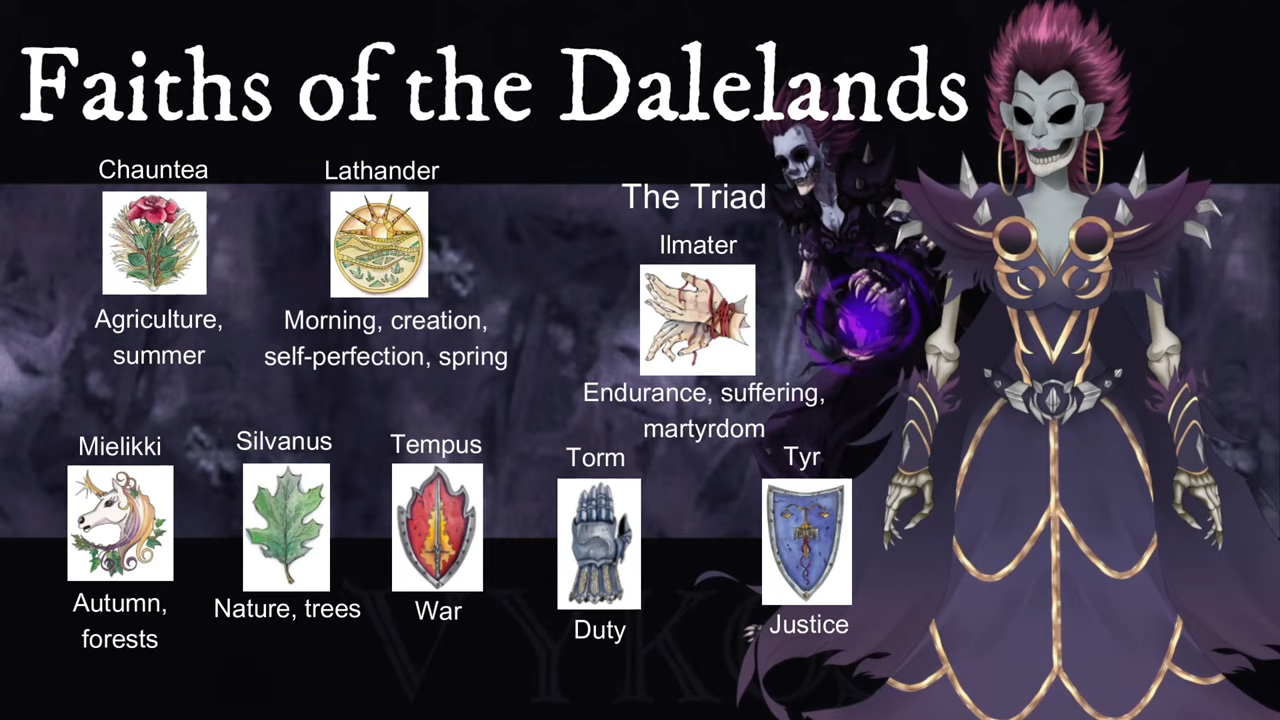 Faiths of the Dalelands
Chauntea
Agriculture,
summer
Lathander
Morning, creation,
self-perfection, spring
The Triad
Ilmater
Endurance, suffering,
martyrdom
Mielikki
Autumn,
forests
Silvanus
Nature, trees
Tempus
War
Torm
Duty
Tyr
Justice